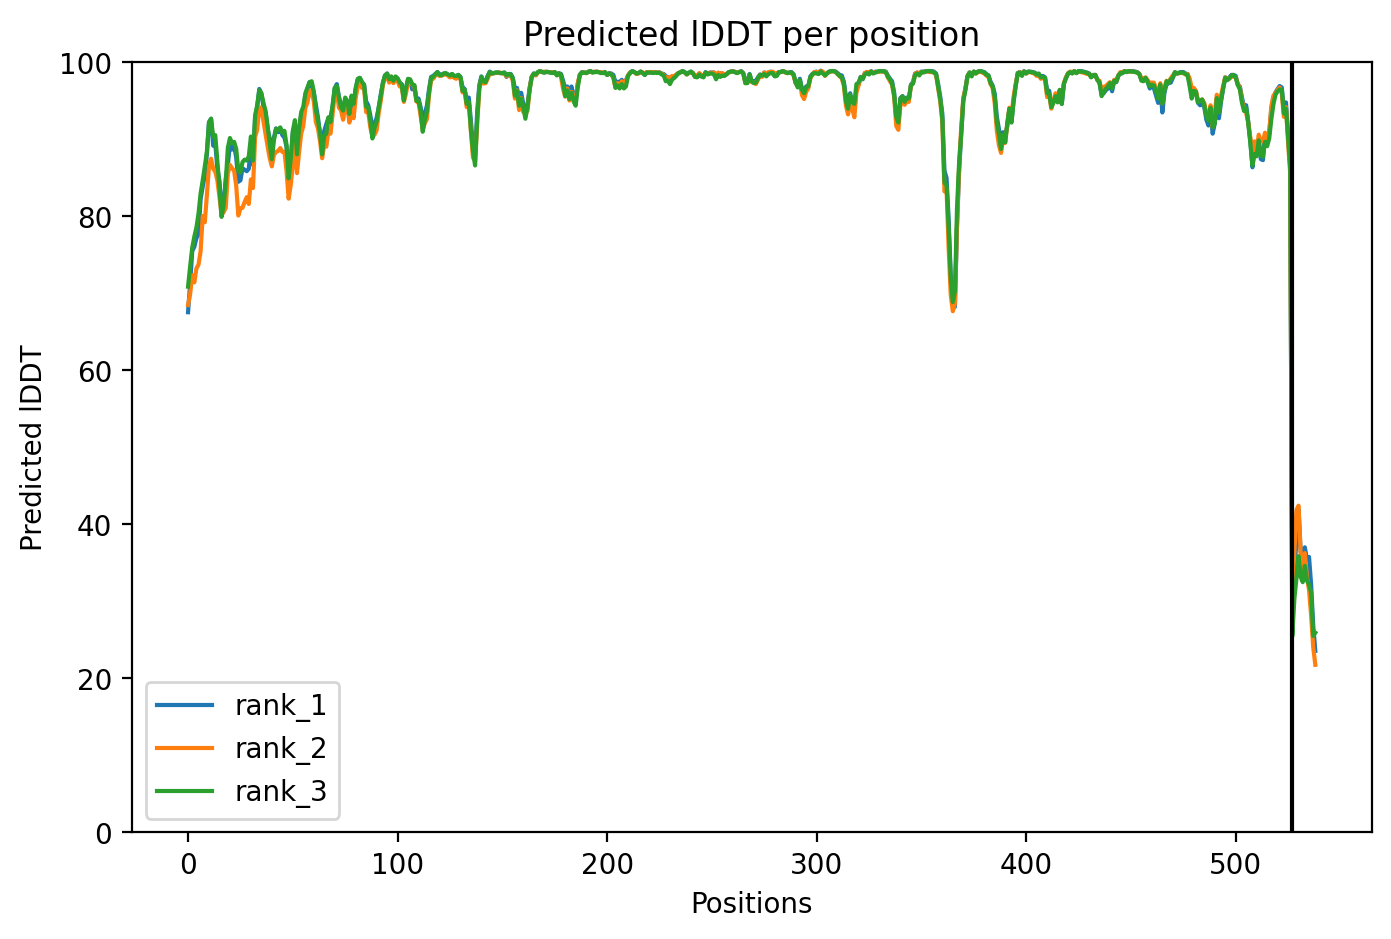 Predicted lDDT per position
100
80
60
40
20
0
Predicted lDDT
rank_1
rank_2
rank_3
0 100 200 300 400 500
Positions